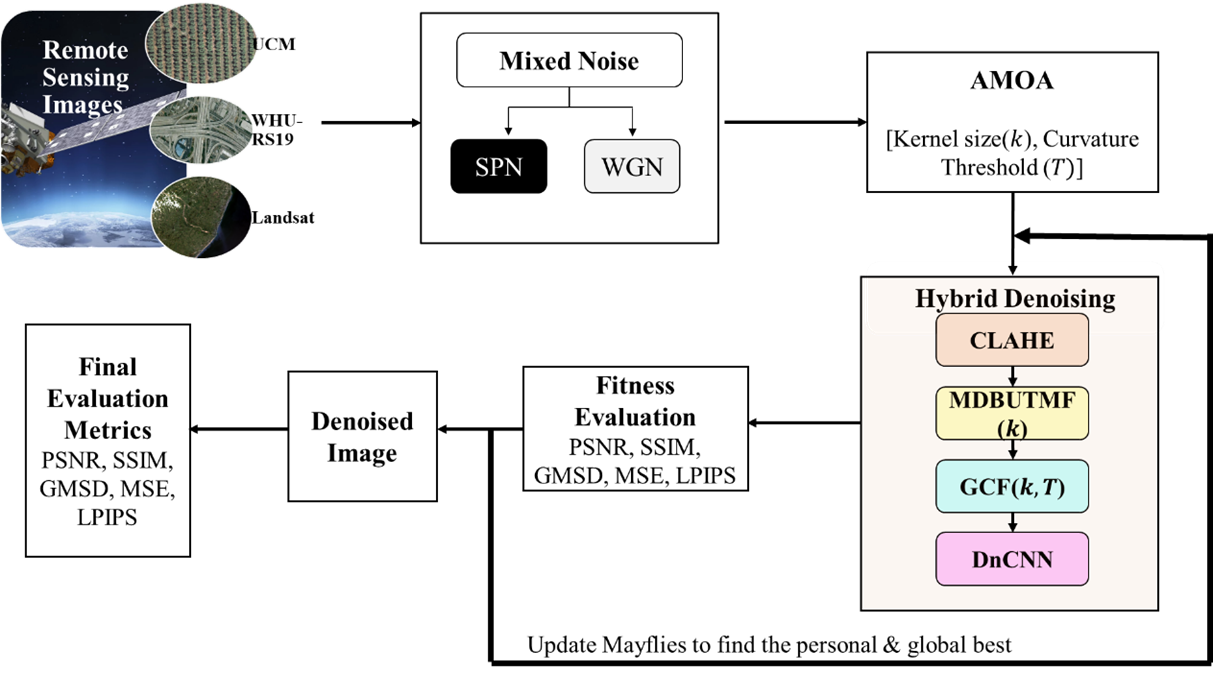 Remote
Sensing
Images
UCM
WHU-
RS19
Landsat
Mixed Noise
SPN
WGN
AMOA
[Kernel size(k), Curvature
Threshold (T)]
Hybrid Denoising
CLAHE
MDBUTMF
(k)
GCF(k, T)
DnCNN
Fitness
Evaluation
PSNR, SSIM,
GMSD, MSE, LPIPS
Denoised
Image
Final
Evaluation
Metrics
PSNR, SSIM,
GMSD, MSE,
LPIPS
Update Mayflies to find the personal & global best